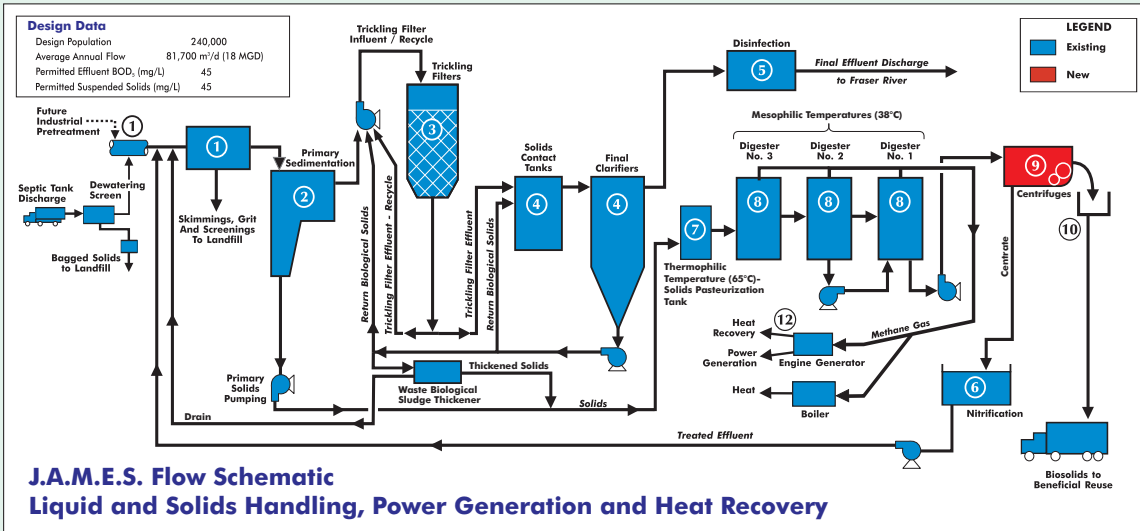 Design Data
Design Population 240,000
Average Annual Flow 81,700 m³/d (18 MGD)
Permitted Effluent BOD₅ (mg/L) 45
Permitted Suspended Solids (mg/L) 45
Trickling Filter
Influent / Recycle
Trickling
Filters
3
Disinfection
5
Final Effluent Discharge
to Fraser River
LEGEND
Existing
New
Future
Industrial
Pretreatment
1
1
Septic Tank
Discharge
Dewatering
Screen
Bagged Solids
to Landfill
Skimmings, Grit
And Screenings
To Landfill
Primary
Sedimentation
2
Return Biological Solids
Trickling Filter Effluent - Recycle
Trickling Filter Effluent
Return Biological Solids
Solids
Contact
Tanks
4
Final
Clarifiers
4
Mesophilic Temperatures (38°C)
Digester
No. 3
Digester
No. 2
Digester
No. 1
8
8
8
7
Thermophilic
Temperature (65°C)-
Solids Pasteurization
Tank
9
Centrifuges
10
Centrate
Methane Gas
12
Heat
Recovery
Power
Generation
Engine Generator
Heat
Boiler
6
Nitrification
Primary
Solids
Pumping
Thickened Solids
Waste Biological
Sludge Thickener
Solids
Drain
Treated Effluent
Biosolids to
Beneficial Reuse
J.A.M.E.S. Flow Schematic
Liquid and Solids Handling, Power Generation and Heat Recovery